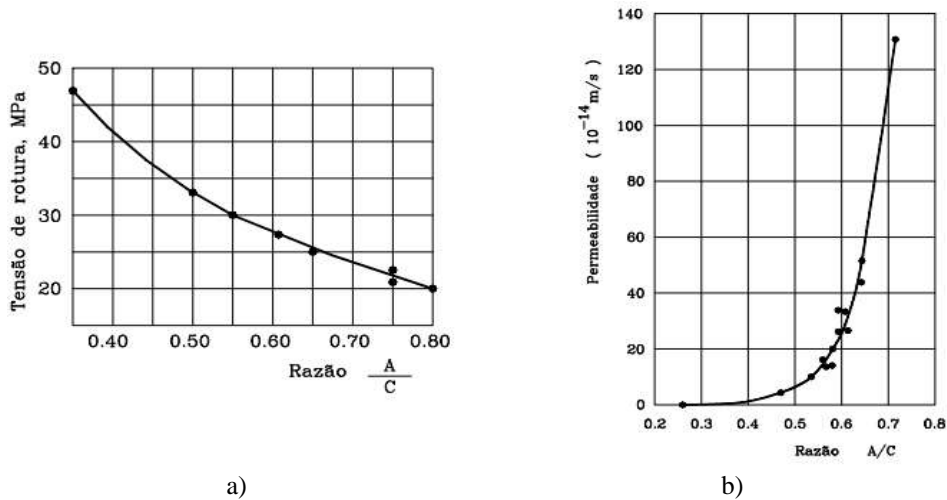 50
40
30
20
Tensão de rotura, MPa
0.40 0.50 0.60 0.70 0.80
Razão A/C
a)
140
120
100
80
60
40
20
0
Permeabilidade ( 10⁻¹⁴m/s )
0.2 0.3 0.4 0.5 0.6 0.7 0.8
Razão A/C
b)